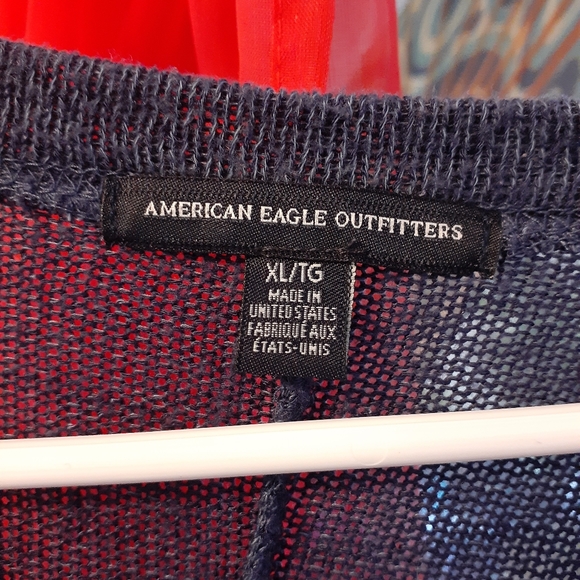 AMERICAN EAGLE OUTFITTERS
XL/TG
MADE IN
UNITED STATES
FABRIQUÉ AUX
ÉTATS-UNIS